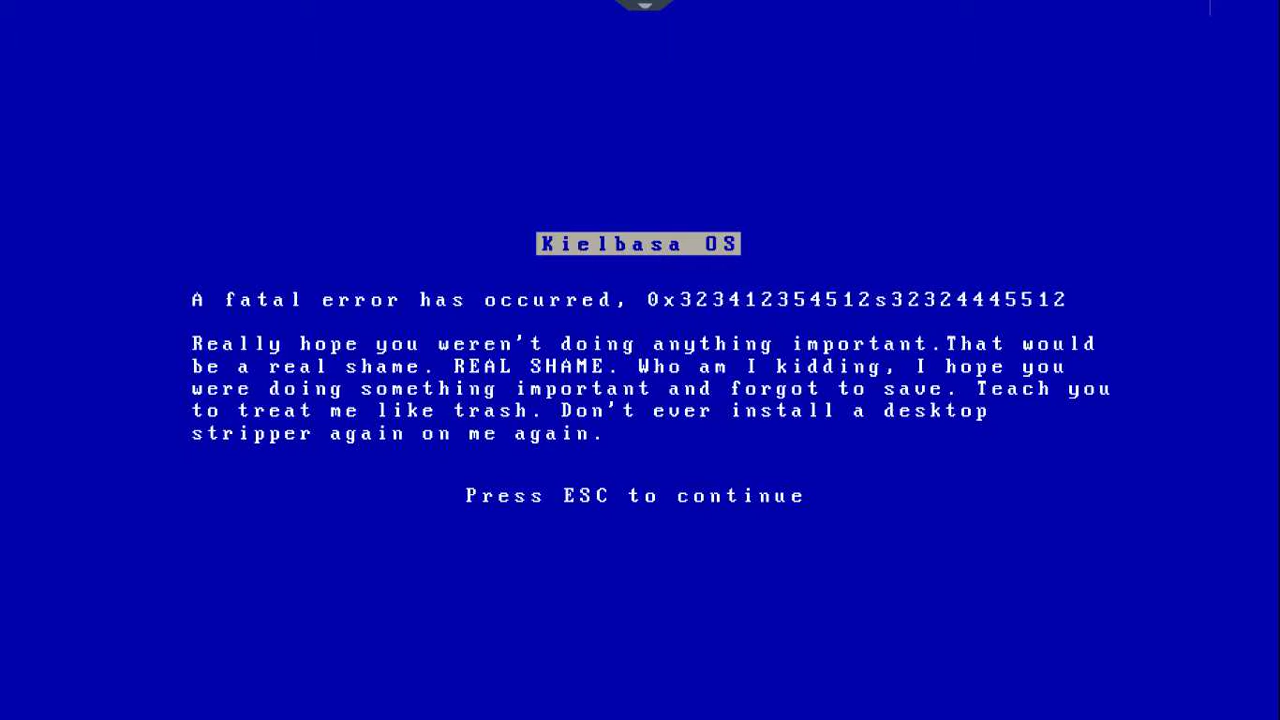 Kielbasa OS
A fatal error has occurred, 0x323412354512s32324445512
Really hope you weren't doing anything important.That would
be a real shame. REAL SHAME. Who am I kidding, I hope you
were doing something important and forgot to save. Teach you
to treat me like trash. Don't ever install a desktop
stripper again on me again.
Press ESC to continue